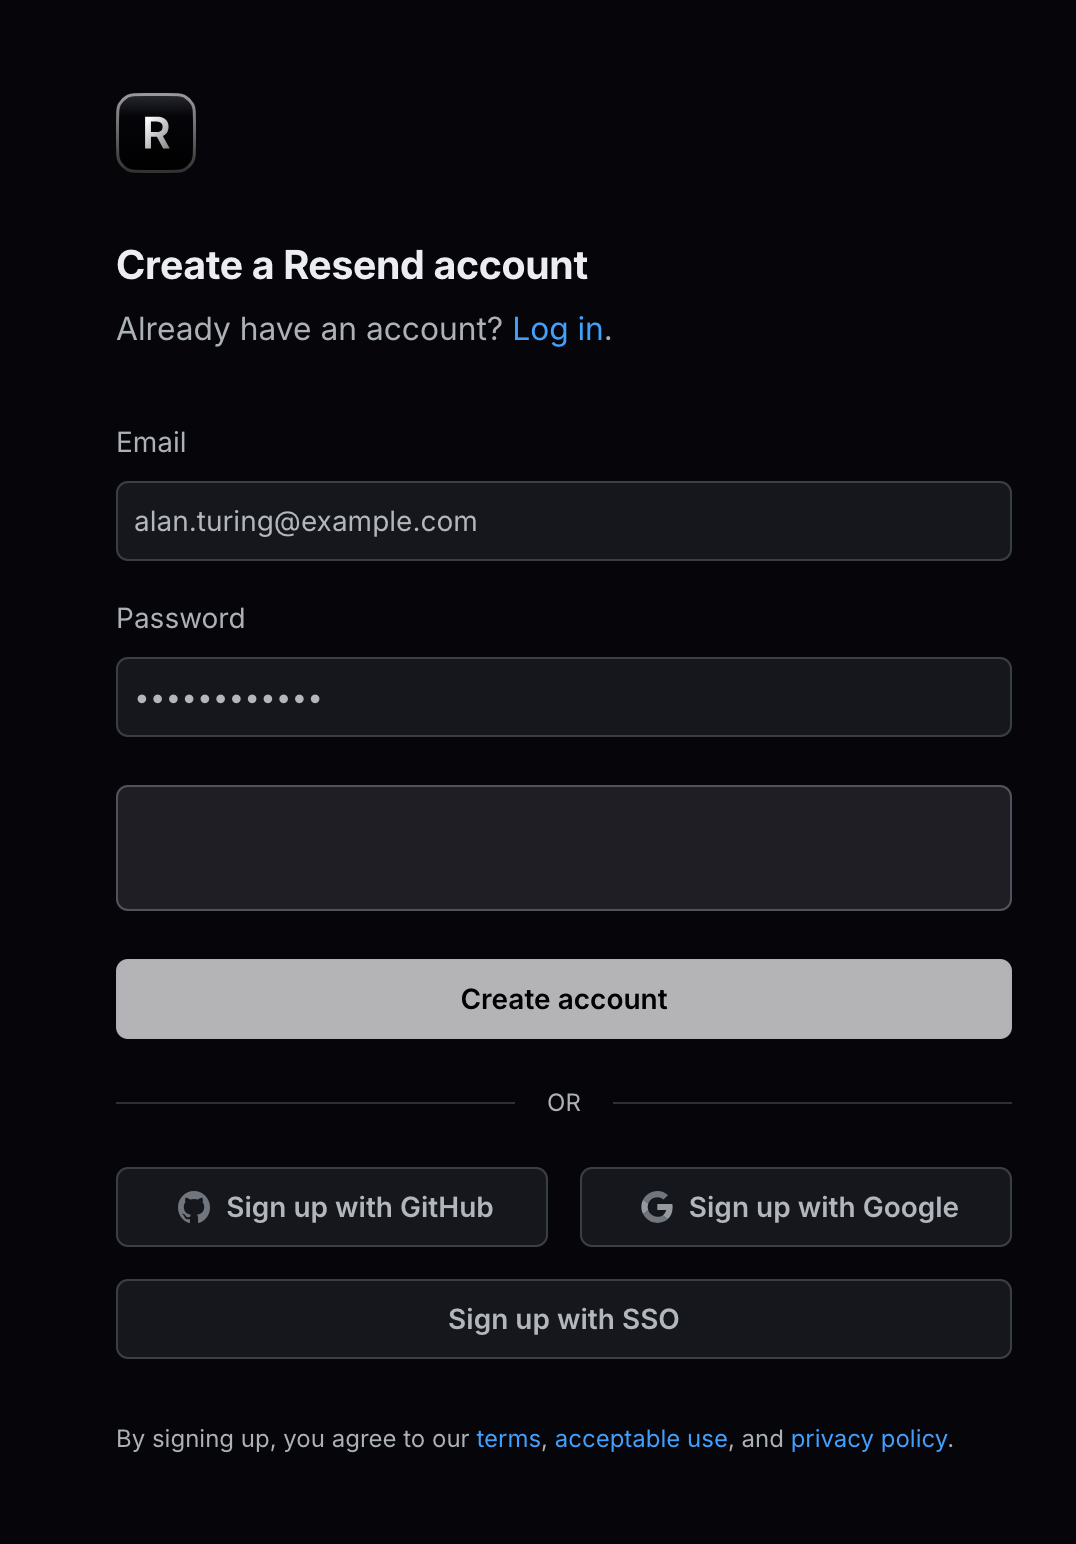 R
Create a Resend account
Already have an account? Log in.
Email
alan.turing@example.com
Password
••••••••••••
Create account
OR
Sign up with GitHub
Sign up with Google
Sign up with SSO
By signing up, you agree to our terms, acceptable use, and privacy policy.